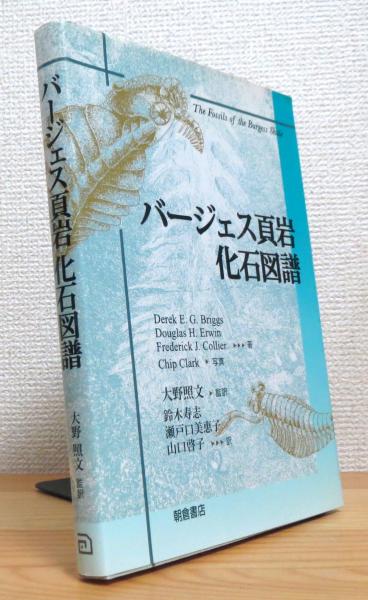 The Fossils of the Burgess Shale
バージェス頁岩
化石図譜
Derek E. G. Briggs
Douglas H. Erwin
Frederick J. Collier ▸▸▸ 著
Chip Clark ▸ 写真
大野照文 ▸ 監訳
鈴木寿志
瀬戸口美恵子
山口啓子 ▸▸▸ 訳
朝倉書店
バージェス頁岩 化石図譜
大野照文 監訳